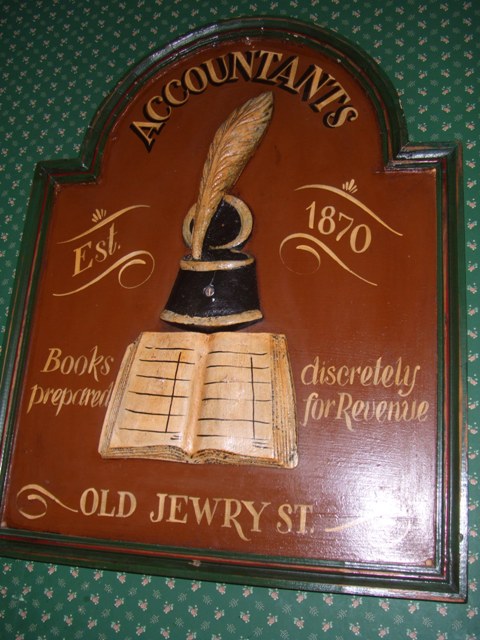 ACCOUNTANTS
Est. 1870
Books discretely
prepared for Revenue
OLD JEWRY ST.